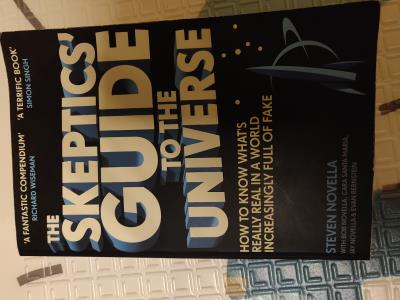 'A FANTASTIC COMPENDIUM' 'A TERRIFIC BOOK'
RICHARD WISEMAN SIMON SINGH
THE
SKEPTICS'
GUIDE
TO THE
UNIVERSE
HOW TO KNOW WHAT'S
REALLY REAL IN A WORLD
INCREASINGLY FULL OF FAKE
STEVEN NOVELLA
WITH BOB NOVELLA, CARA SANTA MARIA,
JAY NOVELLA & EVAN BERNSTEIN